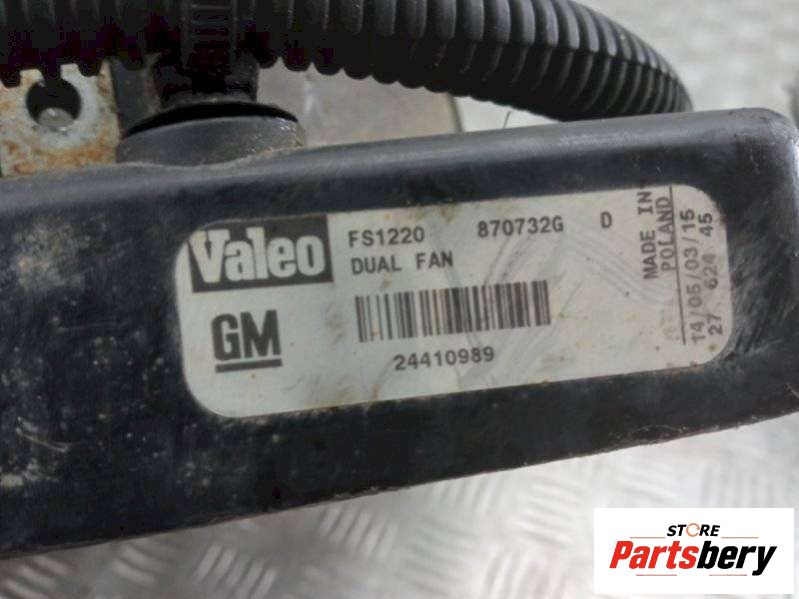 Valeo
FS1220 870732G D
DUAL FAN
GM
24410989
MADE IN
POLAND
14/05/03/15
27 624 45
STORE
Partsbery